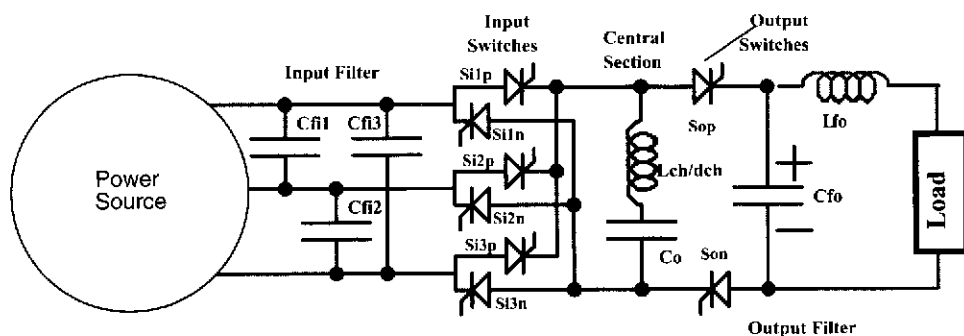 Input
Switches
Output
Switches
Central
Section
Input Filter
Si1p
Cfi1
Cfi3
Si1n
Sop
Lfo
Si2p
Lch/dch
Power
Source
Cfi2
Si2n
+
Cfo
Load
Si3p
Co
Son
−
Si3n
Output Filter